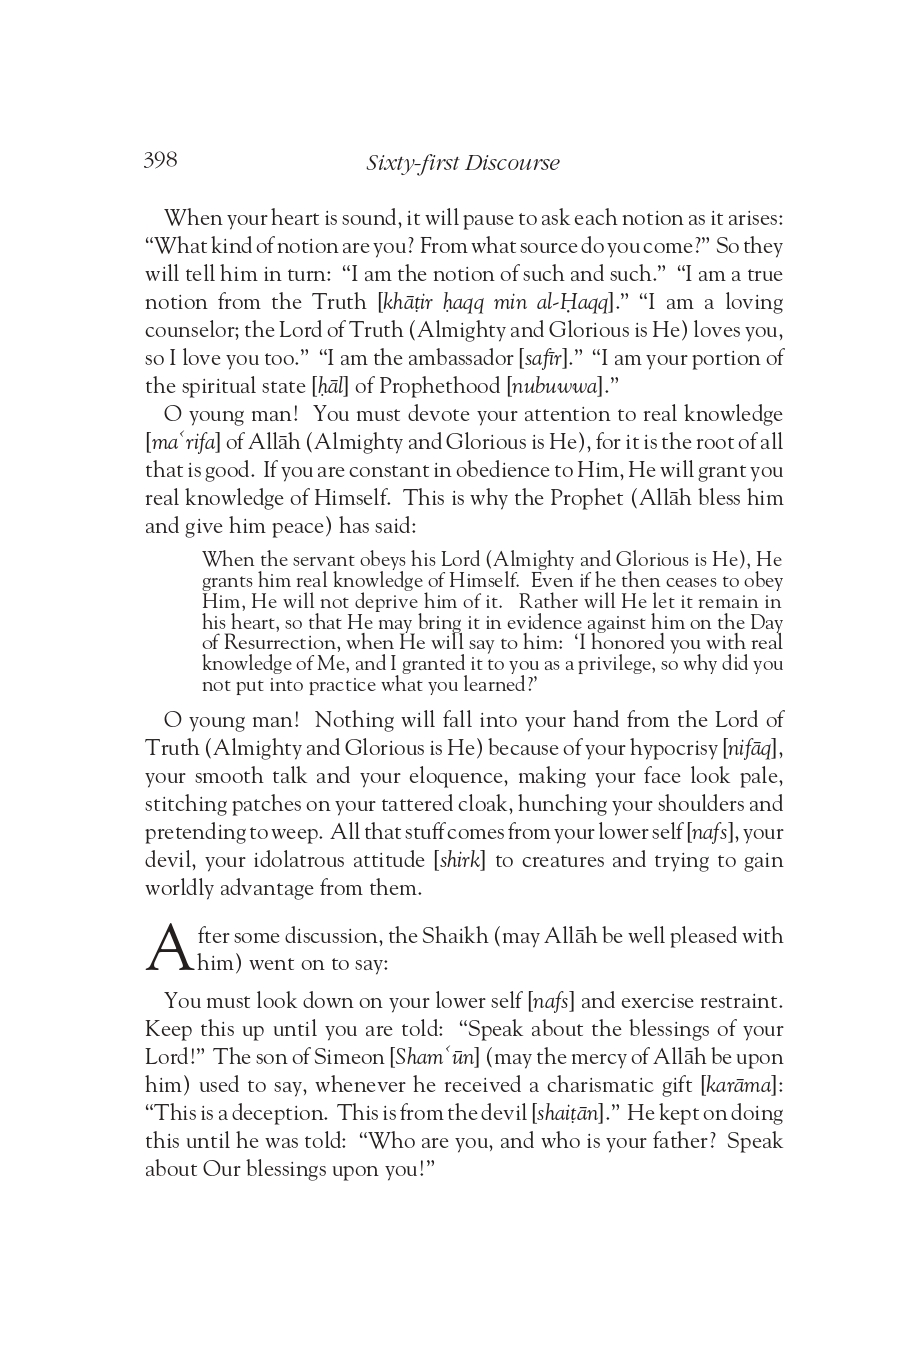 398
Sixty-first Discourse
When your heart is sound, it will pause to ask each notion as it arises:
“What kind of notion are you? From what source do you come?” So they
will tell him in turn: “I am the notion of such and such.” “I am a true
notion from the Truth [khāṭir ḥaqq min al-Ḥaqq].” “I am a loving
counselor; the Lord of Truth (Almighty and Glorious is He) loves you,
so I love you too.” “I am the ambassador [safīr].” “I am your portion of
the spiritual state [ḥāl] of Prophethood [nubuwwa].”
O young man! You must devote your attention to real knowledge
[maʿrifa] of Allāh (Almighty and Glorious is He), for it is the root of all
that is good. If you are constant in obedience to Him, He will grant you
real knowledge of Himself. This is why the Prophet (Allāh bless him
and give him peace) has said:
When the servant obeys his Lord (Almighty and Glorious is He), He
grants him real knowledge of Himself. Even if he then ceases to obey
Him, He will not deprive him of it. Rather will He let it remain in
his heart, so that He may bring it in evidence against him on the Day
of Resurrection, when He will say to him: ‘I honored you with real
knowledge of Me, and I granted it to you as a privilege, so why did you
not put into practice what you learned?’
O young man! Nothing will fall into your hand from the Lord of
Truth (Almighty and Glorious is He) because of your hypocrisy [nifāq],
your smooth talk and your eloquence, making your face look pale,
stitching patches on your tattered cloak, hunching your shoulders and
pretending to weep. All that stuff comes from your lower self [nafs], your
devil, your idolatrous attitude [shirk] to creatures and trying to gain
worldly advantage from them.
After some discussion, the Shaikh (may Allāh be well pleased with
him) went on to say:
You must look down on your lower self [nafs] and exercise restraint.
Keep this up until you are told: “Speak about the blessings of your
Lord!” The son of Simeon [Shamʿūn] (may the mercy of Allāh be upon
him) used to say, whenever he received a charismatic gift [karāma]:
“This is a deception. This is from the devil [shaiṭān].” He kept on doing
this until he was told: “Who are you, and who is your father? Speak
about Our blessings upon you!”